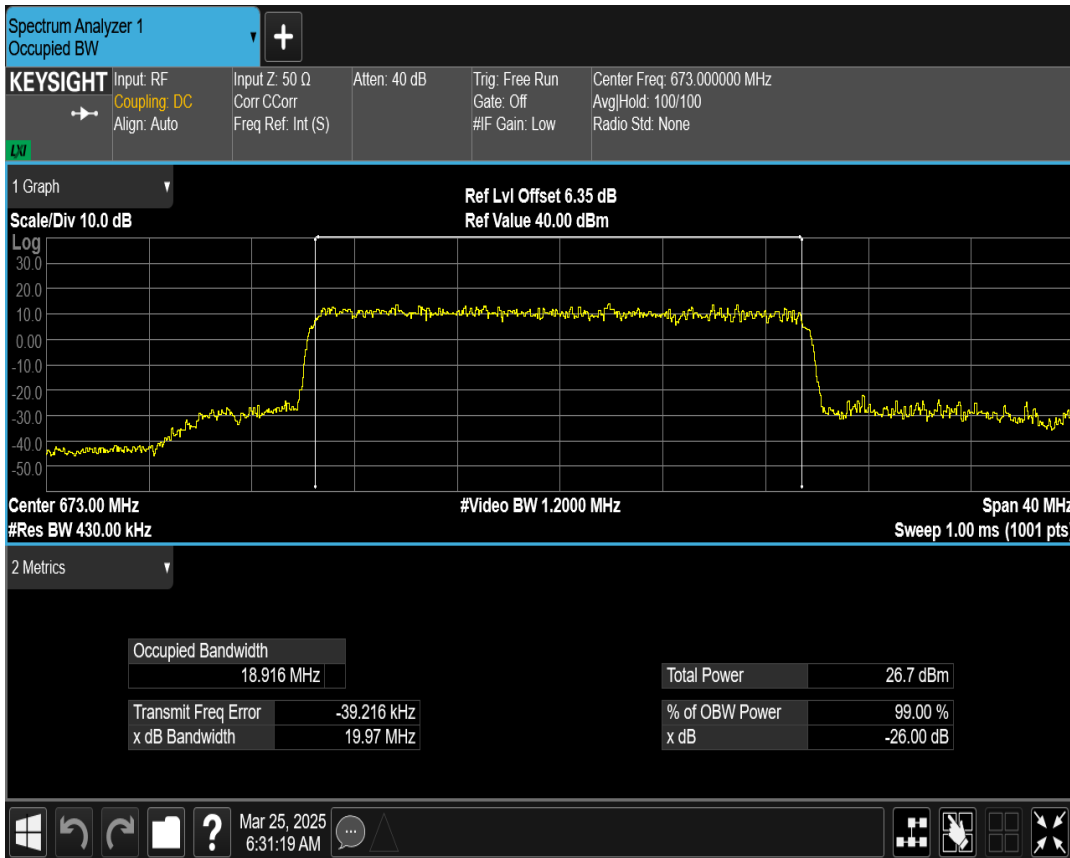 Spectrum Analyzer 1
Occupied BW
KEYSIGHT
LXI
Input: RF
Coupling: DC
Align: Auto
Input Z: 50 Ω
Corr CCorr
Freq Ref: Int (S)
Atten: 40 dB
Trig: Free Run
Gate: Off
#IF Gain: Low
Center Freq: 673.000000 MHz
Avg|Hold: 100/100
Radio Std: None
1 Graph
Scale/Div 10.0 dB
Ref Lvl Offset 6.35 dB
Ref Value 40.00 dBm
Log
30.0
20.0
10.0
0.00
-10.0
-20.0
-30.0
-40.0
-50.0
Center 673.00 MHz
#Video BW 1.2000 MHz
Span 40 MHz
#Res BW 430.00 kHz
Sweep 1.00 ms (1001 pts)
2 Metrics
Occupied Bandwidth
18.916 MHz
Total Power 26.7 dBm
Transmit Freq Error -39.216 kHz
% of OBW Power 99.00 %
x dB Bandwidth 19.97 MHz
x dB -26.00 dB
?
Mar 25, 2025
6:31:19 AM